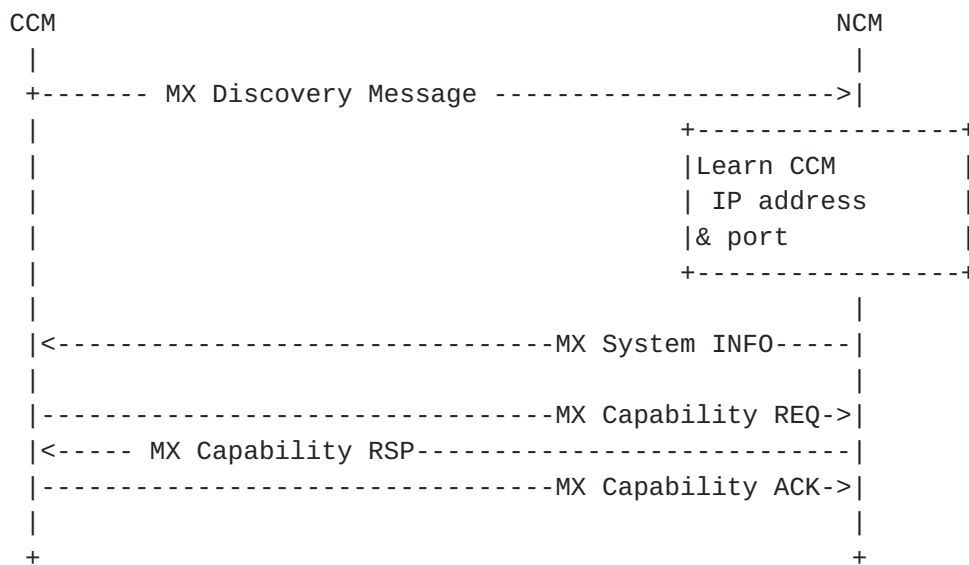 CCM NCM
MX Discovery Message
Learn CCM
IP address
& port
MX System INFO
MX Capability REQ
MX Capability RSP
MX Capability ACK